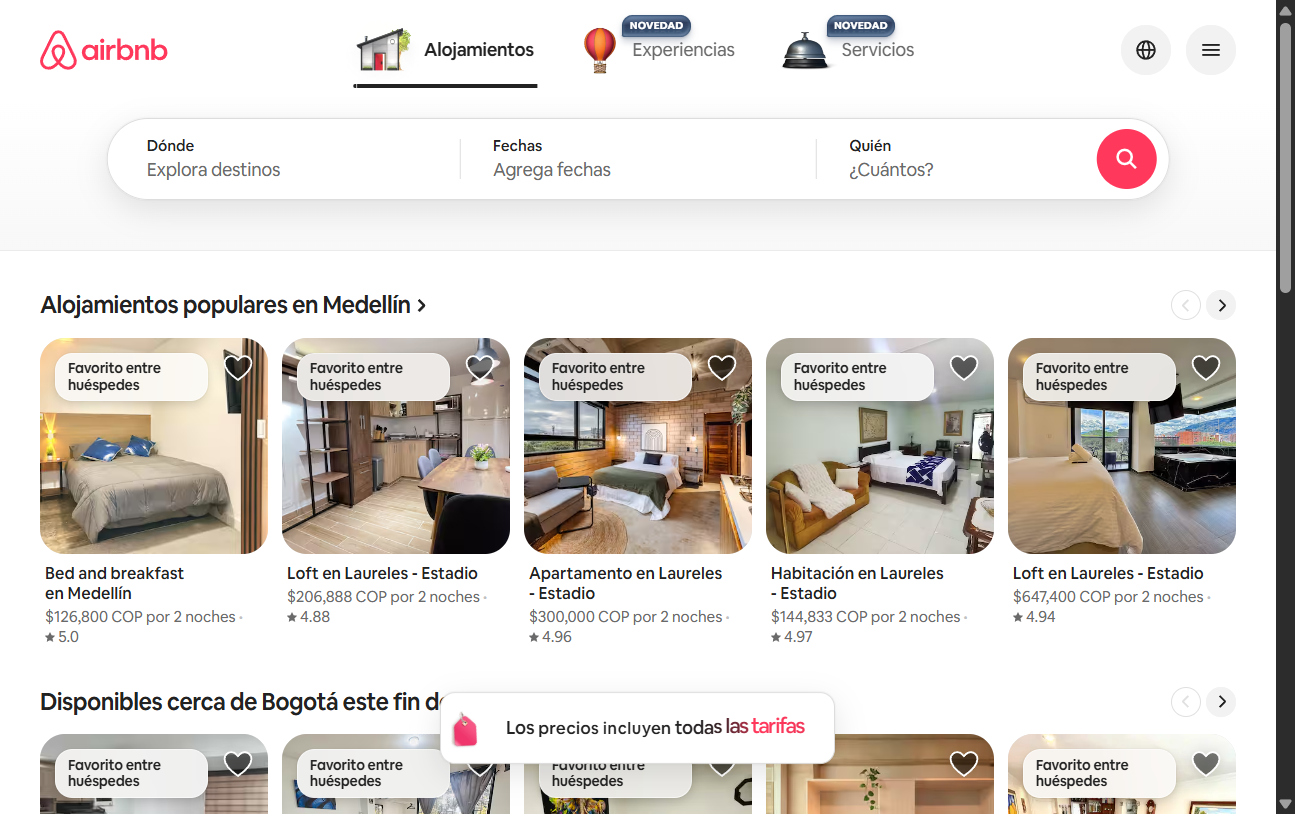 airbnb
Alojamientos
NOVEDAD
Experiencias
NOVEDAD
Servicios
Dónde
Explora destinos
Fechas
Agrega fechas
Quién
¿Cuántos?
Alojamientos populares en Medellín
Favorito entre
huéspedes
Favorito entre
huéspedes
Favorito entre
huéspedes
Favorito entre
huéspedes
Favorito entre
huéspedes
Bed and breakfast
en Medellín
$126,800 COP por 2 noches ·
★ 5.0
Loft en Laureles - Estadio
$206,888 COP por 2 noches ·
★ 4.88
Apartamento en Laureles
- Estadio
$300,000 COP por 2 noches ·
★ 4.96
Habitación en Laureles
- Estadio
$144,833 COP por 2 noches ·
★ 4.97
Loft en Laureles - Estadio
$647,400 COP por 2 noches ·
★ 4.94
Disponibles cerca de Bogotá este fin
Los precios incluyen todas las tarifas
Favorito entre
huéspedes
Favorito entre
huéspedes
Favorito entre
huéspedes
Favorito entre
huéspedes